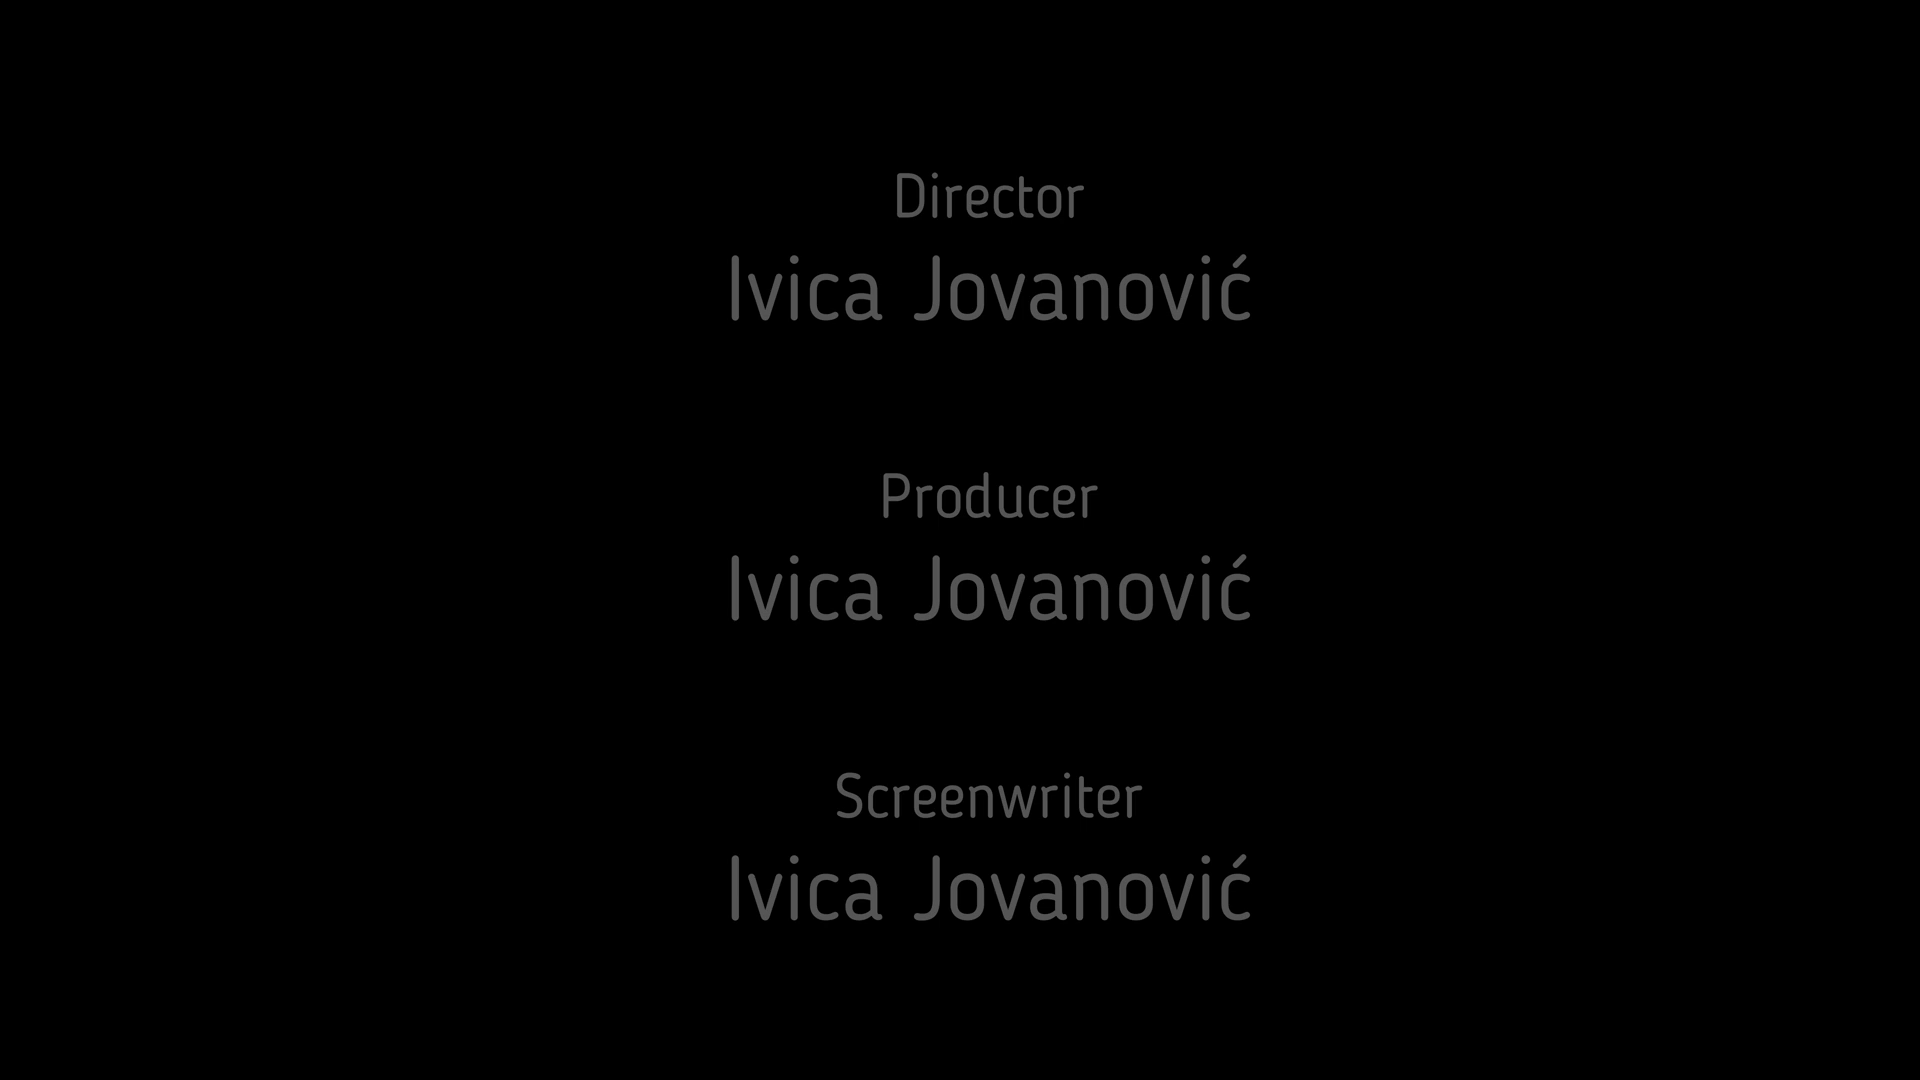 Director
Ivica Jovanović
Producer
Ivica Jovanović
Screenwriter
Ivica Jovanović